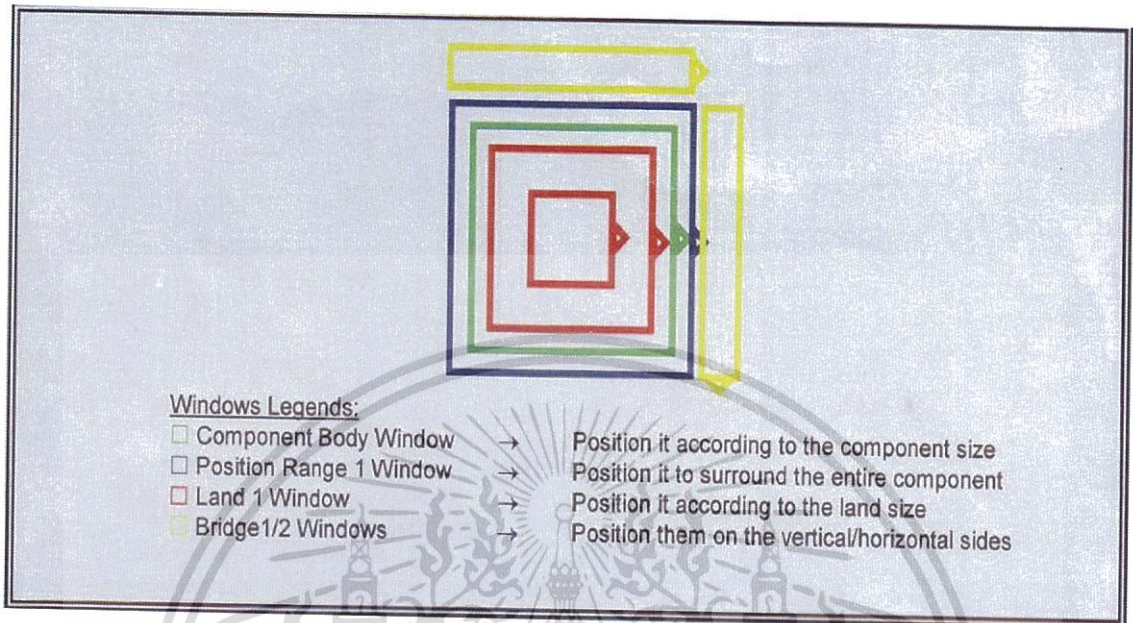 Windows Legends:
Component Body Window → Position it according to the component size
Position Range 1 Window → Position it to surround the entire component
Land 1 Window → Position it according to the land size
Bridge1/2 Windows → Position them on the vertical/horizontal sides